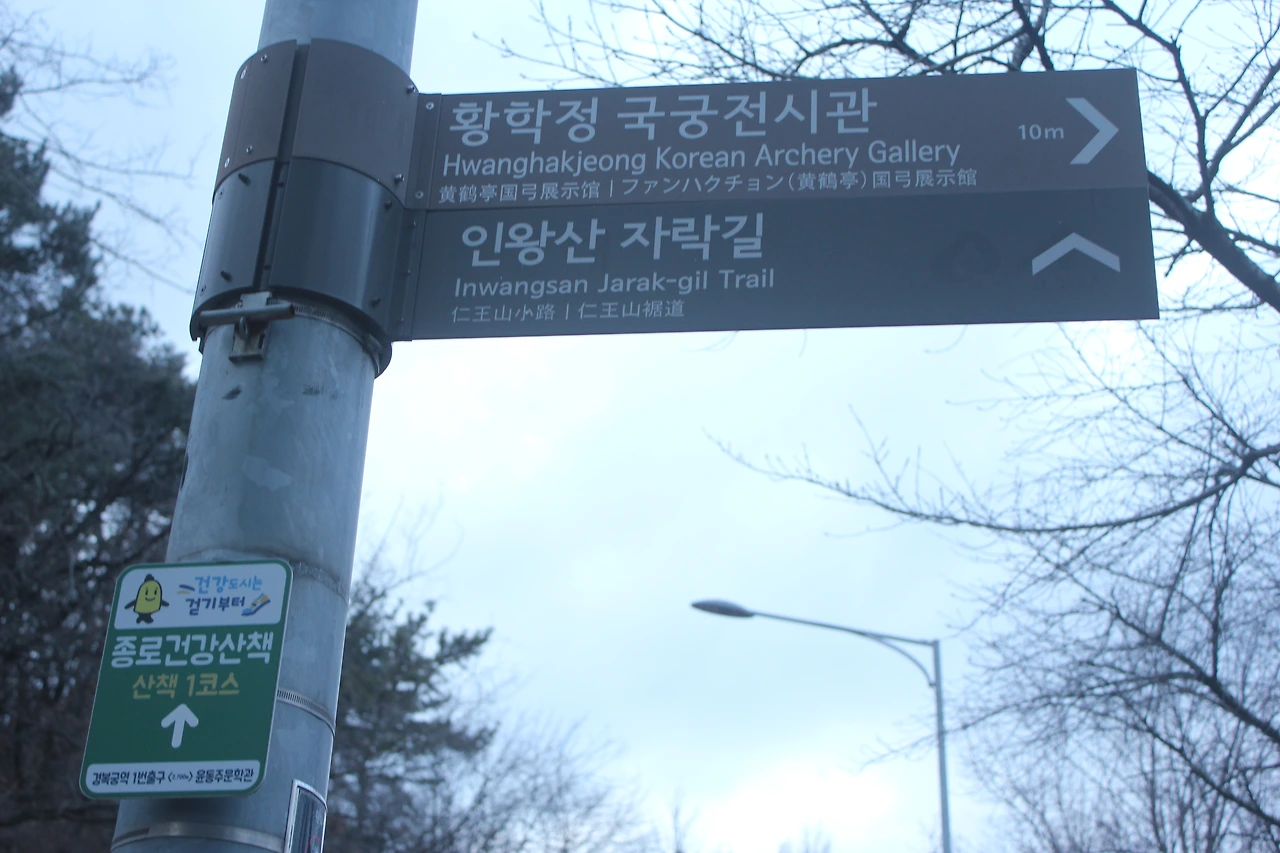 황학정 국궁전시관
10m
Hwanghakjeong Korean Archery Gallery
黄鹤亭国弓展示馆 | ファンハクチョン(黄鶴亭)国弓展示館
인왕산 자락길
Inwangsan Jarak-gil Trail
仁王山小路 | 仁王山裾道
건강도시는
걷기부터
종로건강산책
산책 1코스
경복궁역 1번출구 윤동주문학관